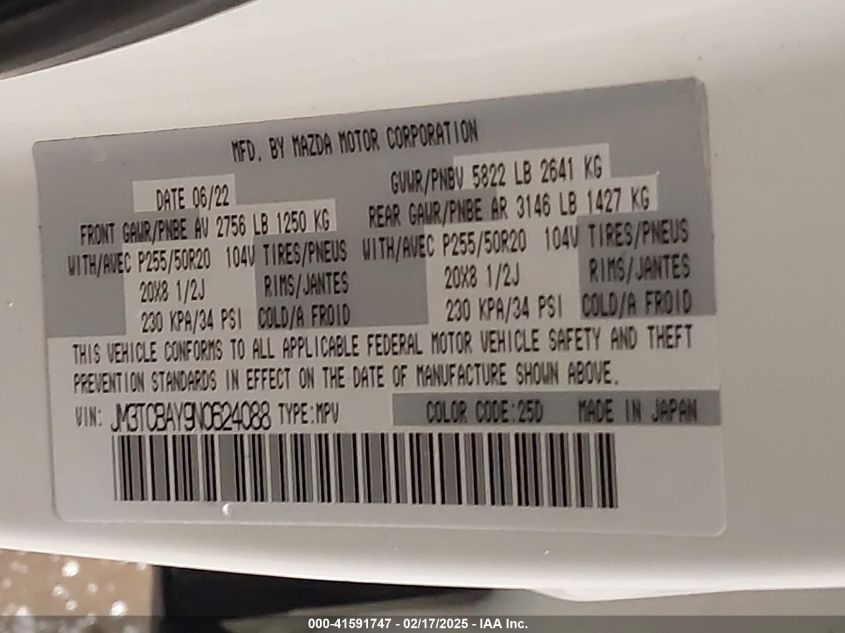 MFD. BY MAZDA MOTOR CORPORATION
DATE 06/22
GVWR/PNBV 5822 LB 2641 KG
FRONT GAWR/PNBE AV 2756 LB 1250 KG
REAR GAWR/PNBE AR 3146 LB 1427 KG
WITH/AVEC P255/50R20 104V TIRES/PNEUS
WITH/AVEC P255/50R20 104V TIRES/PNEUS
20X8 1/2J RIMS/JANTES
20X8 1/2J RIMS/JANTES
230 KPA/34 PSI COLD/A FROID
230 KPA/34 PSI COLD/A FROID
THIS VEHICLE CONFORMS TO ALL APPLICABLE FEDERAL MOTOR VEHICLE SAFETY AND THEFT
PREVENTION STANDARDS IN EFFECT ON THE DATE OF MANUFACTURE SHOWN ABOVE.
VIN: JM3TCBAY9N0624088 TYPE:MPV COLOR CODE:25D MADE IN JAPAN
000-41591747 - 02/17/2025 - IAA Inc.